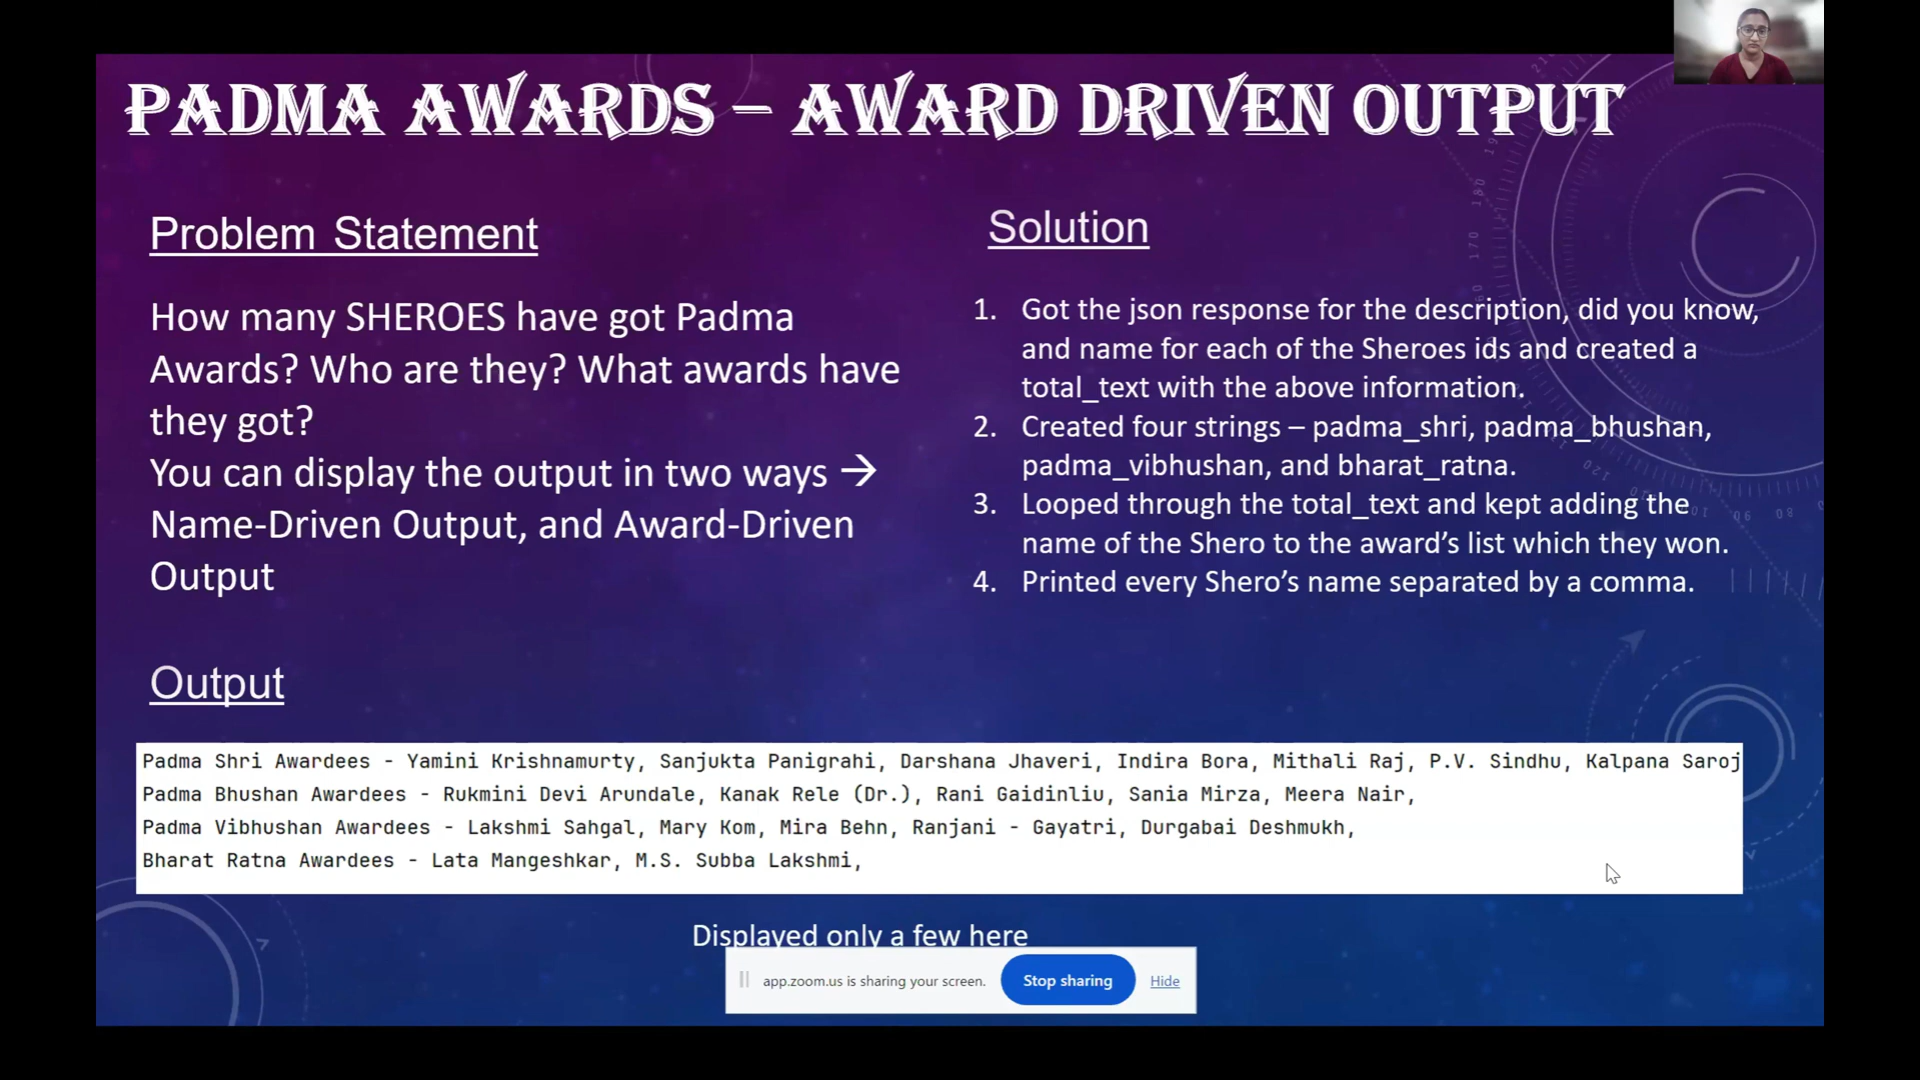 PADMA AWARDS – AWARD DRIVEN OUTPUT
Problem Statement
How many SHEROES have got Padma
Awards? Who are they? What awards have
they got?
You can display the output in two ways →
Name-Driven Output, and Award-Driven
Output
Solution
1. Got the json response for the description, did you know,
and name for each of the Sheroes ids and created a
total_text with the above information.
2. Created four strings – padma_shri, padma_bhushan,
padma_vibhushan, and bharat_ratna.
3. Looped through the total_text and kept adding the
name of the Shero to the award's list which they won.
4. Printed every Shero's name separated by a comma.
Output
Padma Shri Awardees - Yamini Krishnamurty, Sanjukta Panigrahi, Darshana Jhaveri, Indira Bora, Mithali Raj, P.V. Sindhu, Kalpana Saroj
Padma Bhushan Awardees - Rukmini Devi Arundale, Kanak Rele (Dr.), Rani Gaidinliu, Sania Mirza, Meera Nair,
Padma Vibhushan Awardees - Lakshmi Sahgal, Mary Kom, Mira Behn, Ranjani - Gayatri, Durgabai Deshmukh,
Bharat Ratna Awardees - Lata Mangeshkar, M.S. Subba Lakshmi,
Displayed only a few here
app.zoom.us is sharing your screen. Stop sharing Hide